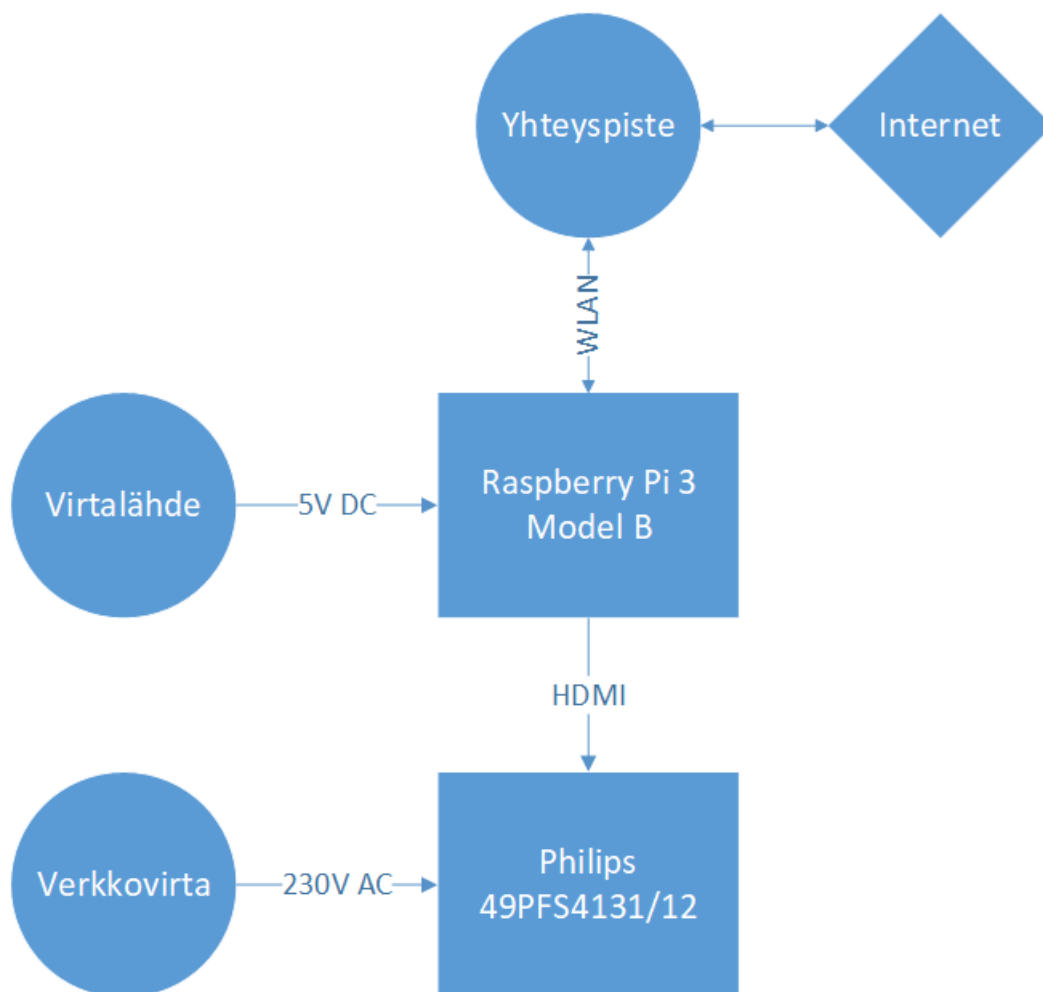 Yhteyspiste
Internet
WLAN
Virtalähde
5V DC
Raspberry Pi 3
Model B
HDMI
Verkkovirta
230V AC
Philips
49PFS4131/12